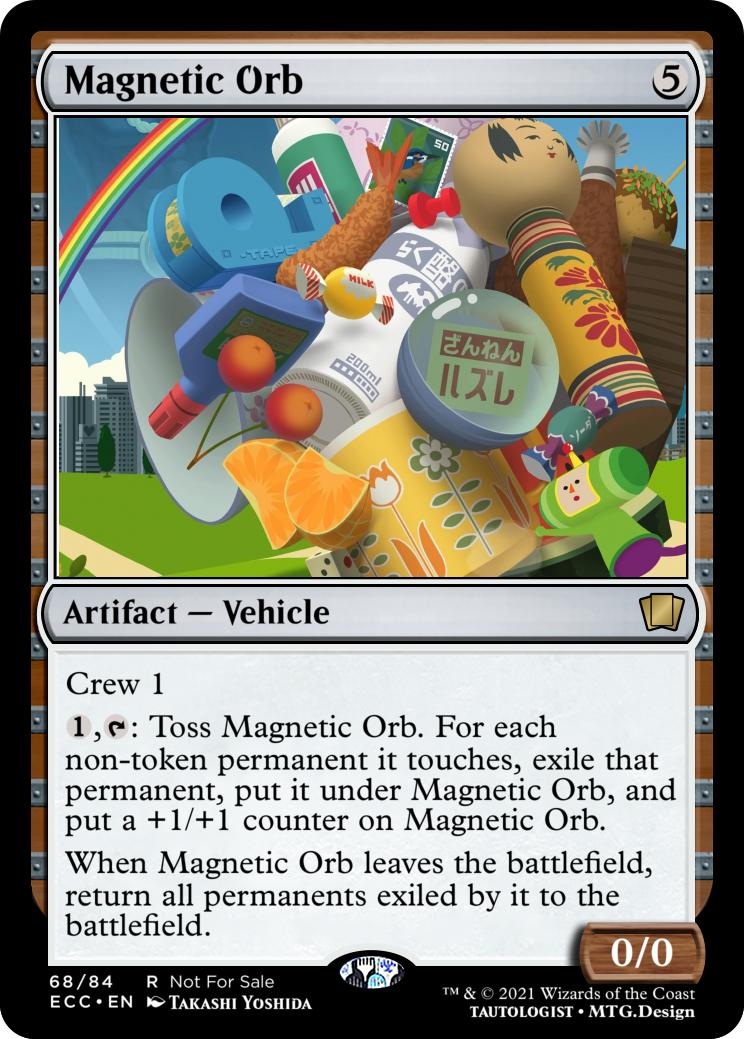 Magnetic Orb 5
50
TAPE
MILK
らく酪
200ml
ざんねん
ハズレ
Artifact — Vehicle
Crew 1
1, : Toss Magnetic Orb. For each
non-token permanent it touches, exile that
permanent, put it under Magnetic Orb, and
put a +1/+1 counter on Magnetic Orb.
When Magnetic Orb leaves the battlefield,
return all permanents exiled by it to the
battlefield.
0/0
68/84 R Not For Sale
ECC • EN TAKASHI YOSHIDA
™ & © 2021 Wizards of the Coast
TAUTOLOGIST • MTG.Design